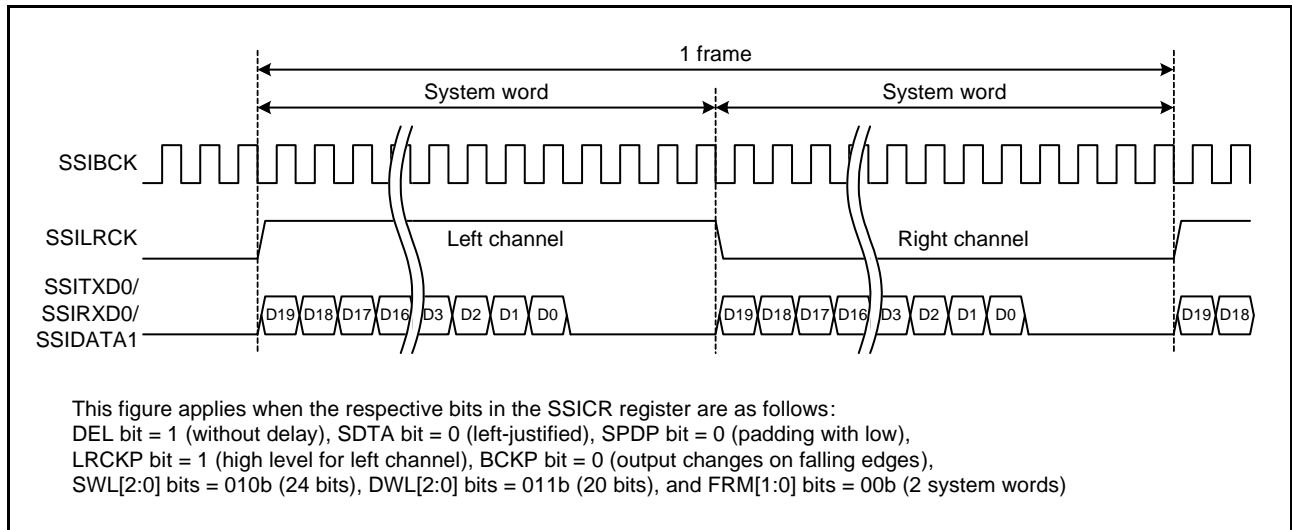 1 frame
System word System word
SSIBCK
SSILRCK Left channel Right channel
SSITXD0/
SSIRXD0/
SSIDATA1
D19 D18 D17 D16 D3 D2 D1 D0 D19 D18 D17 D16 D3 D2 D1 D0 D19 D18
This figure applies when the respective bits in the SSICR register are as follows:
DEL bit = 1 (without delay), SDTA bit = 0 (left-justified), SPDP bit = 0 (padding with low),
LRCKP bit = 1 (high level for left channel), BCKP bit = 0 (output changes on falling edges),
SWL[2:0] bits = 010b (24 bits), DWL[2:0] bits = 011b (20 bits), and FRM[1:0] bits = 00b (2 system words)